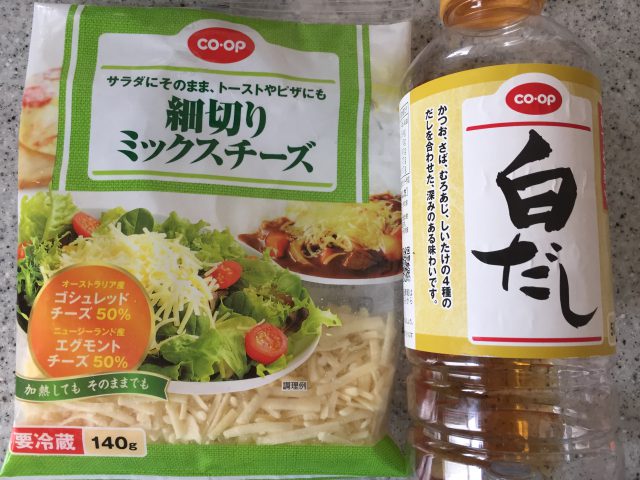 CO・OP
サラダにそのまま、トーストやピザにも
細切り
ミックスチーズ
オーストラリア産
ゴシュレッド
チーズ50%
ニュージーランド産
エグモント
チーズ50%
加熱しても そのままでも
調理例
要冷蔵 140g
CO・OP
かつお、さば、むろあじ、しいたけの4種の
だしを合わせた、深みのある味わいです。
白だし